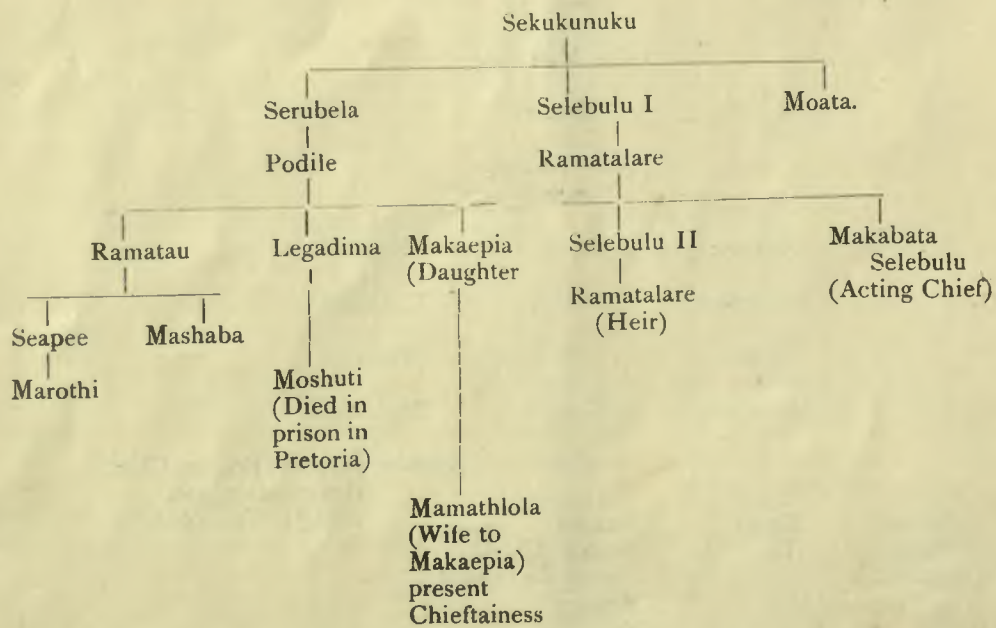 Sekukunuku
Serubela Selebulu I Moata.
Podile Ramatalare
Ramatau Legadima Makaepia Selebulu II Makabata
(Daughter Selebulu
Ramatalare (Acting Chief)
(Heir)
Seapee Mashaba
Marothi
Moshuti
(Died in
prison in
Pretoria)
Mamathlola
(Wife to
Makaepia)
present
Chieftainess